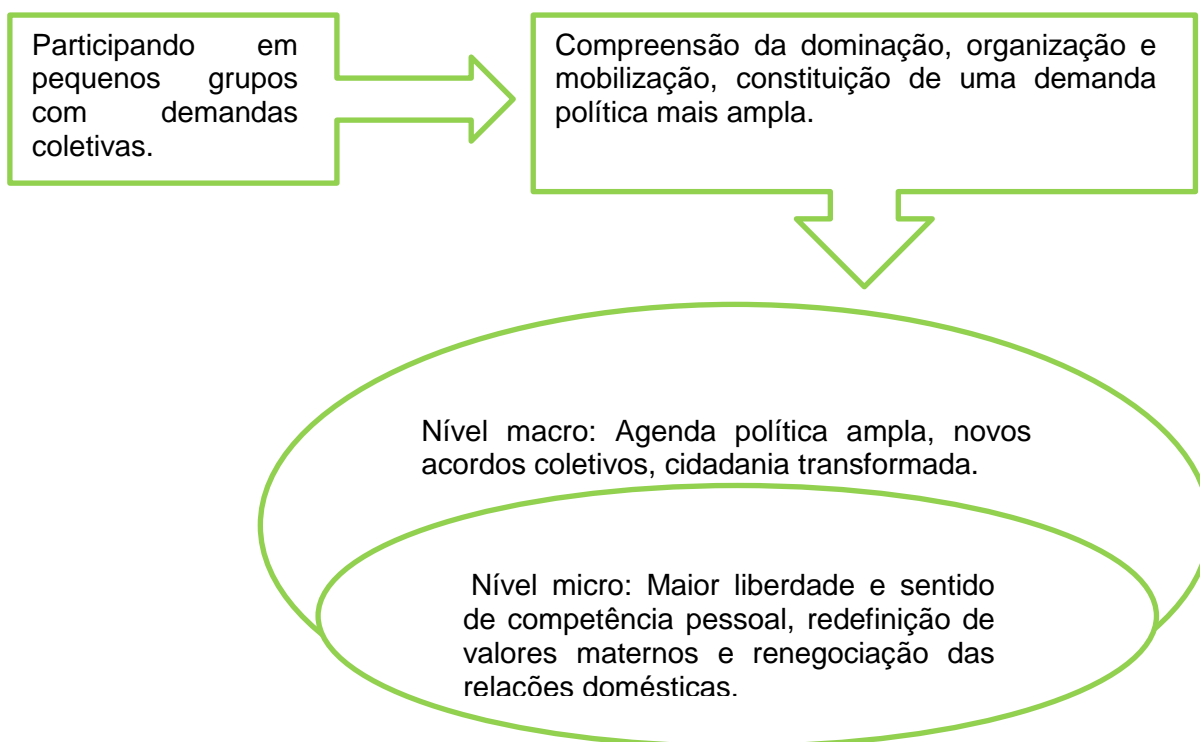 Participando em
pequenos grupos
com demandas
coletivas.
Compreensão da dominação, organização e
mobilização, constituição de uma demanda
política mais ampla.
Nível macro: Agenda política ampla, novos
acordos coletivos, cidadania transformada.
Nível micro: Maior liberdade e sentido
de competência pessoal, redefinição de
valores maternos e renegociação das
relações domésticas.